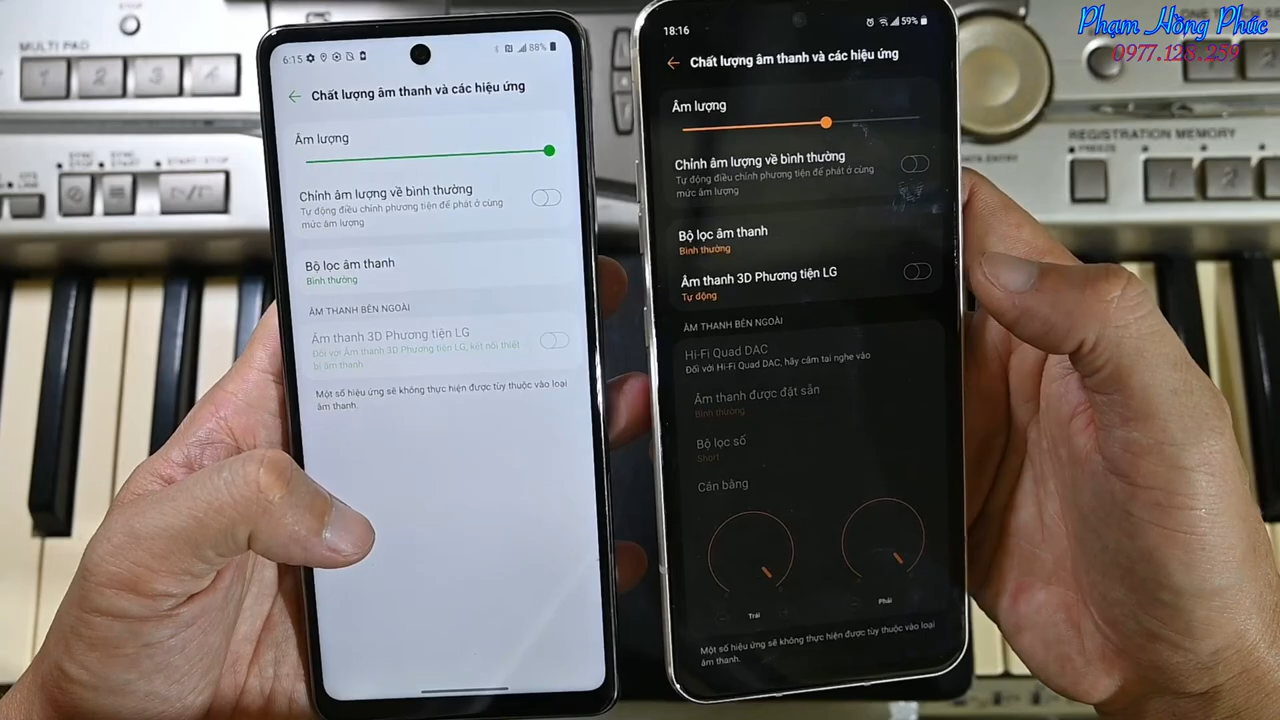 Phạm Hồng Phúc
0977.128.259
MULTI PAD
1 2 3 4
START/STOP
REGISTRATION MEMORY
FREEZE
1 2
DATA ENTRY
6:15
88%
Chất lượng âm thanh và các hiệu ứng
Âm lượng
Chỉnh âm lượng về bình thường
Tự động điều chỉnh phương tiện để phát ở cùng
mức âm lượng
Bộ lọc âm thanh
Bình thường
ÂM THANH BÊN NGOÀI
Âm thanh 3D Phương tiện LG
Đối với Âm thanh 3D Phương tiện LG, kết nối thiết
bị âm thanh
Một số hiệu ứng sẽ không thực hiện được tùy thuộc vào loại
âm thanh.
18:16
59%
Chất lượng âm thanh và các hiệu ứng
Âm lượng
Chỉnh âm lượng về bình thường
Tự động điều chỉnh phương tiện để phát ở cùng
mức âm lượng
Bộ lọc âm thanh
Bình thường
Âm thanh 3D Phương tiện LG
Tự động
ÂM THANH BÊN NGOÀI
Hi-Fi Quad DAC
Đối với Hi-Fi Quad DAC, hãy cắm tai nghe vào
Âm thanh được đặt sẵn
Bình thường
Bộ lọc số
Short
Cân bằng
Trái
Phải
Một số hiệu ứng sẽ không thực hiện được tùy thuộc vào loại
âm thanh.